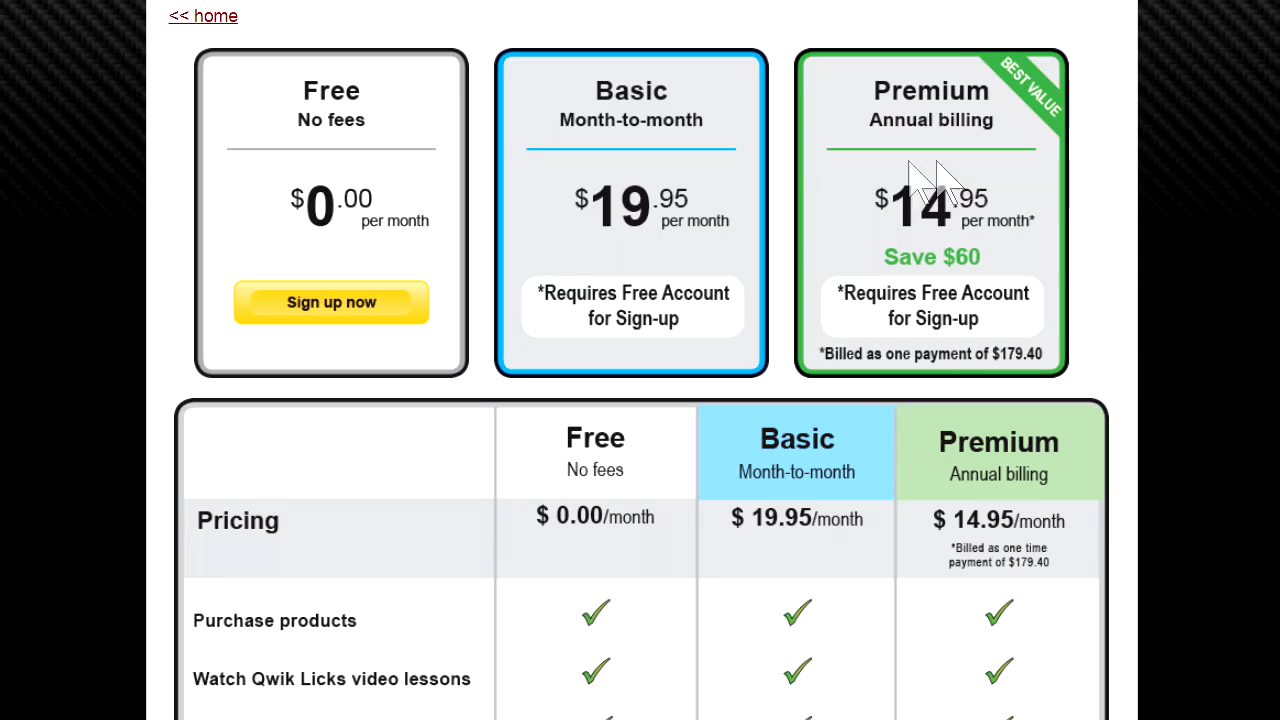 << home
Free
No fees
$0.00
per month
Sign up now
Basic
Month-to-month
$19.95
per month
*Requires Free Account
for Sign-up
BEST VALUE
Premium
Annual billing
$14.95
per month*
Save $60
*Requires Free Account
for Sign-up
*Billed as one payment of $179.40
Free
No fees
Basic
Month-to-month
Premium
Annual billing
Pricing
$ 0.00/month
$ 19.95/month
$ 14.95/month
*Billed as one time
payment of $179.40
Purchase products
Watch Qwik Licks video lessons